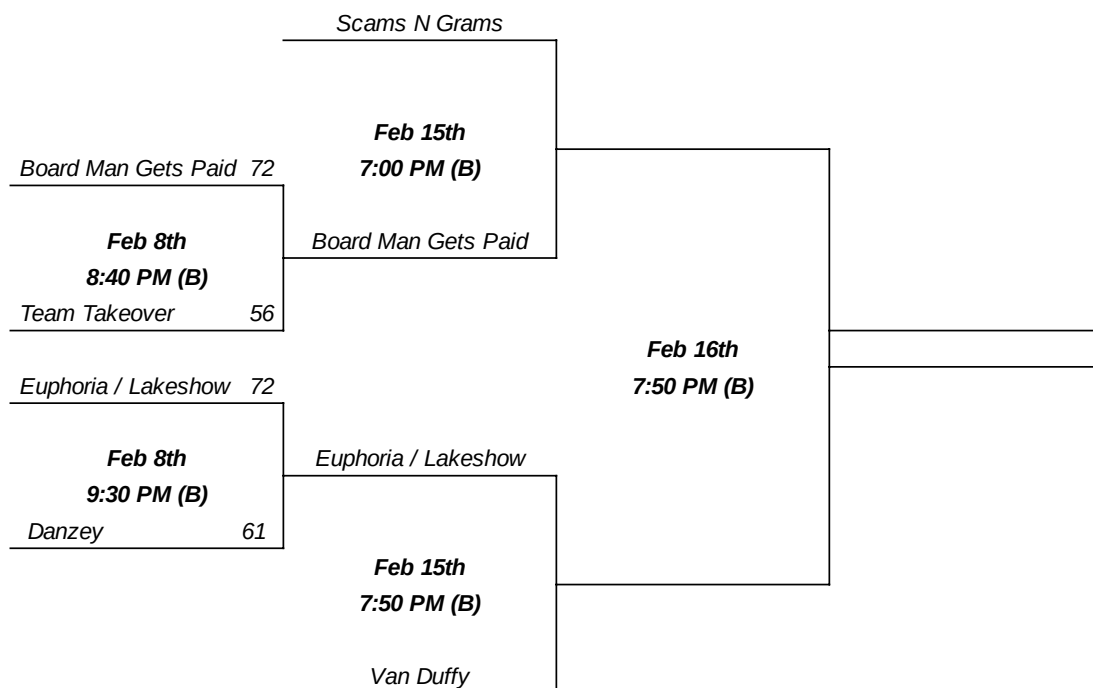 Scams N Grams
Feb 15th
7:00 PM (B)
Board Man Gets Paid 72
Feb 8th
8:40 PM (B)
Board Man Gets Paid
Team Takeover 56
Feb 16th
7:50 PM (B)
Euphoria / Lakeshow 72
Feb 8th
9:30 PM (B)
Euphoria / Lakeshow
Danzey 61
Feb 15th
7:50 PM (B)
Van Duffy